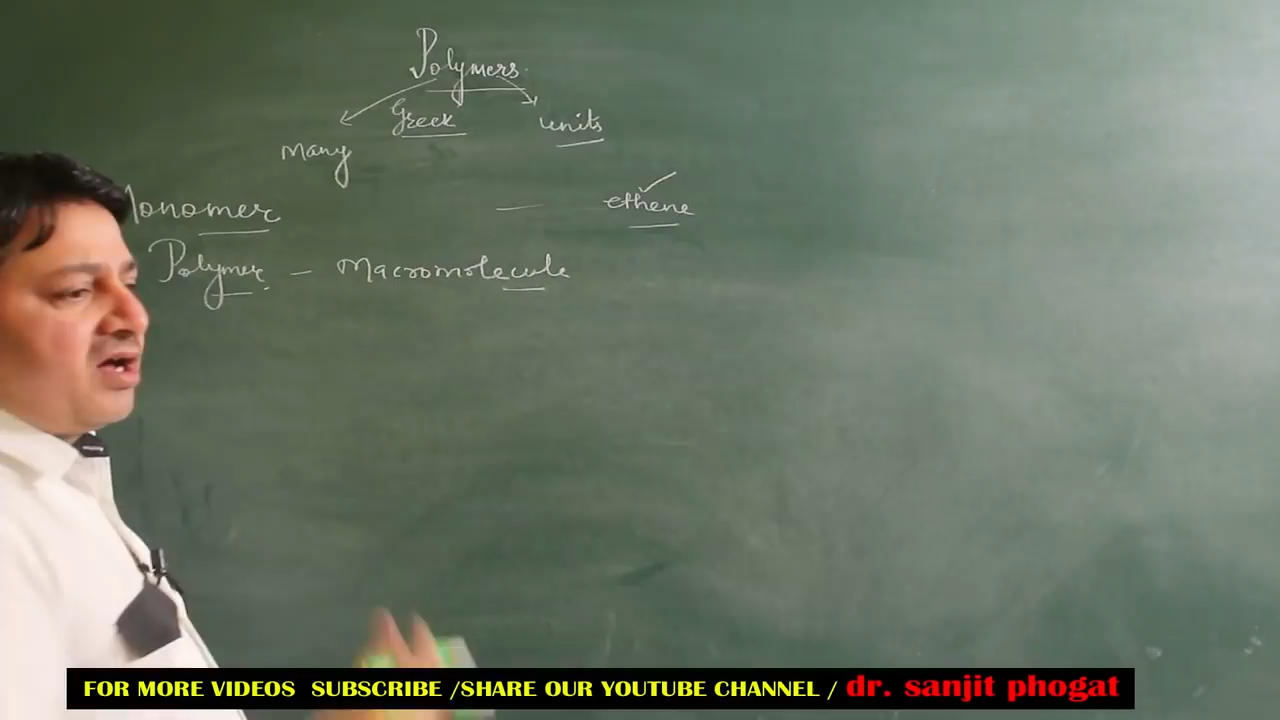 Polymers
Greek
units
Many
Monomer — ethene
Polymer - Macromolecule
FOR MORE VIDEOS SUBSCRIBE /SHARE OUR YOUTUBE CHANNEL / dr. sanjit phogat